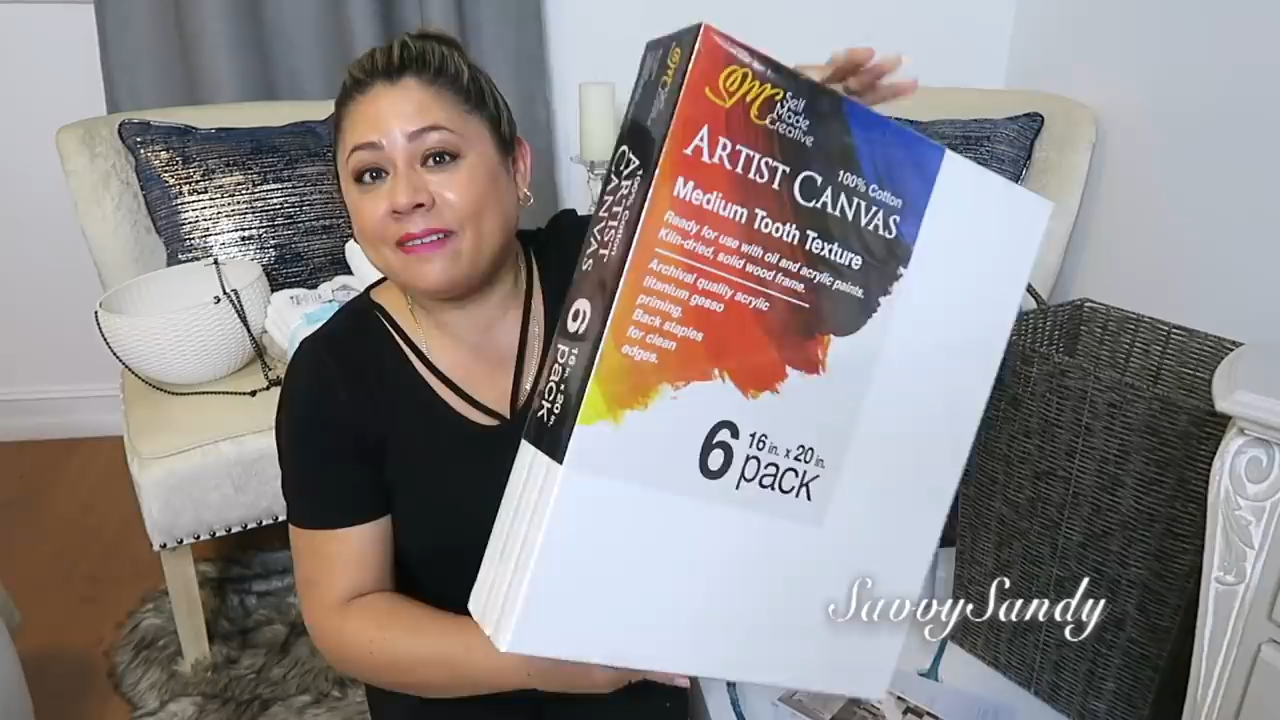 SMC Self
Made
Creative
100% Cotton
ARTIST CANVAS
Medium Tooth Texture
Ready for use with oil and acrylic paints.
Kiln-dried, solid wood frame.
Archival quality acrylic
titanium gesso
priming.
Back staples
for clean
edges.
6 16 in. x 20 in.
pack
100% Cotton
ARTIST
CANVAS
6 16 in. x 20 in.
pack
SavvySandy